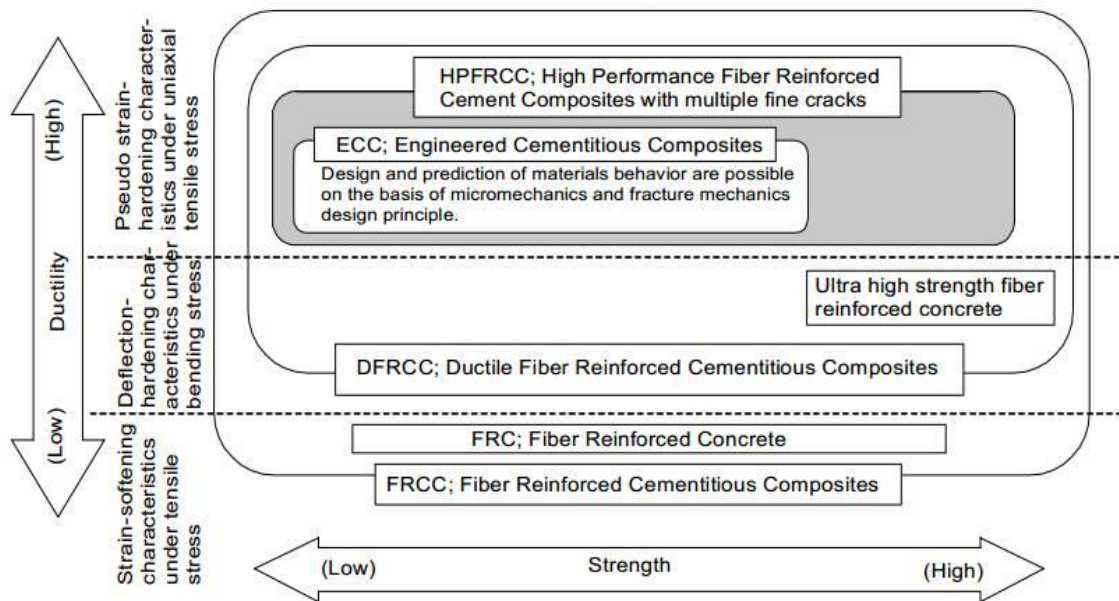 (High)
Ductility
(Low)
Pseudo strain-
hardening character-
istics under uniaxial
tensile stress
Deflection-
hardening char-
acteristics under
bending stress
Strain-softening
characteristics
under tensile
stress
HPFRCC; High Performance Fiber Reinforced
Cement Composites with multiple fine cracks
ECC; Engineered Cementitious Composites
Design and prediction of materials behavior are possible
on the basis of micromechanics and fracture mechanics
design principle.
Ultra high strength fiber
reinforced concrete
DFRCC; Ductile Fiber Reinforced Cementitious Composites
FRC; Fiber Reinforced Concrete
FRCC; Fiber Reinforced Cementitious Composites
(Low)
Strength
(High)